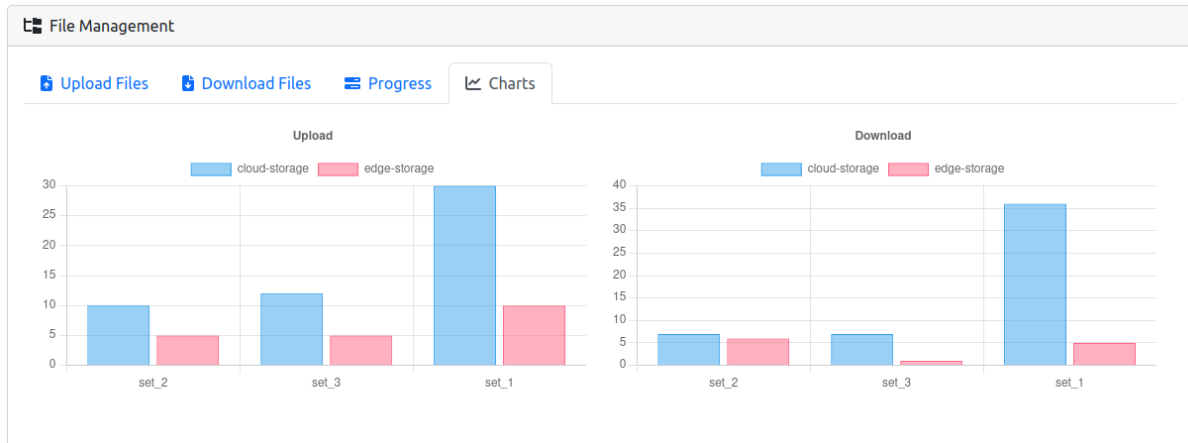 File Management
Upload Files Download Files Progress Charts
Upload
cloud-storage edge-storage
30
25
20
15
10
5
0
set_2 set_3 set_1
Download
cloud-storage edge-storage
40
35
30
25
20
15
10
5
0
set_2 set_3 set_1